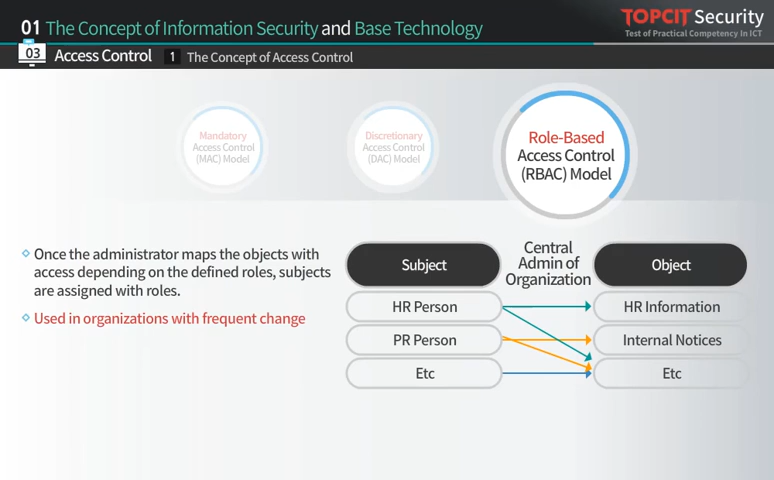 01 The Concept of Information Security and Base Technology
TOPCIT Security
Test of Practical Competency In ICT
03 Access Control 1 The Concept of Access Control
Mandatory
Access Control
(MAC) Model
Discretionary
Access Control
(DAC) Model
Role-Based
Access Control
(RBAC) Model
Once the administrator maps the objects with
access depending on the defined roles, subjects
are assigned with roles.
Used in organizations with frequent change
Subject
Central
Admin of
Organization
Object
HR Person
HR Information
PR Person
Internal Notices
Etc
Etc